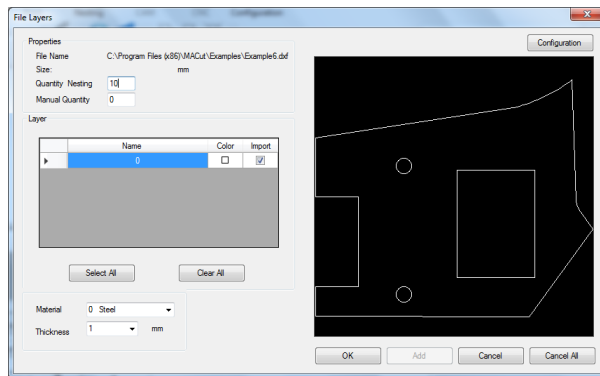 File Layers
Configuration
Properties
File Name C:\Program Files (x86)\MACut\Examples\Example6.dxf
Size: mm
Quantity Nesting 10
Manual Quantity 0
Configuration
Layer
Name Color Import
0
Select All Clear All
Material 0 Steel
Thickness 1 mm
OK Add Cancel Cancel All